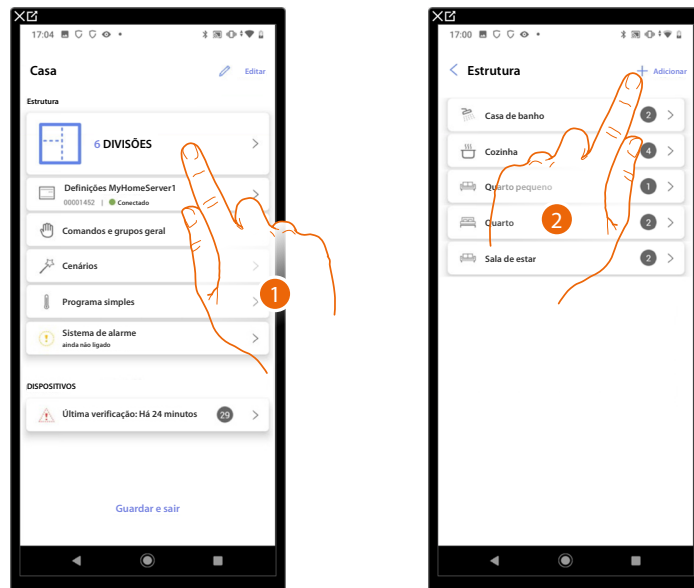 17:04
Casa
Editar
Estrutura
6 DIVISÕES
Definições MyHomeServer1
00001452 | Conectado
Comandos e grupos geral
Cenários
Programa simples
Sistema de alarme
ainda não ligado
DISPOSITIVOS
Última verificação: Há 24 minutos
29
Guardar e sair
1
17:00
Estrutura
Adicionar
Casa de banho
2
Cozinha
4
Quarto pequeno
1
Quarto
2
Sala de estar
2
2